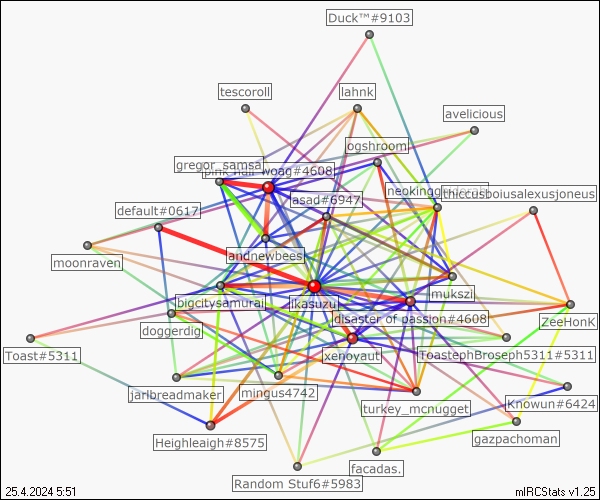 Duck™#9103
tescoroll
lahnk
avelicious
ogshroom
gregor_samsa
woag#4608
neoking
thiccusboiusalexusjoneus
asad#6947
default#0617
andnewbees
moonraven
mukszi
bigcitysamurai
ikasuzu
disaster of passion#4608
ZeeHonK
doggerdig
Toast#5311
xenoyaut
ToastephBroseph5311#5311
jarlbreadmaker
mingus4742
turkey_mcnugget
Knowun#6424
Heighleaigh#8575
gazpachoman
facadas.
Random Stuf6#5983
25.4.2024 5:51
mIRCStats v1.25